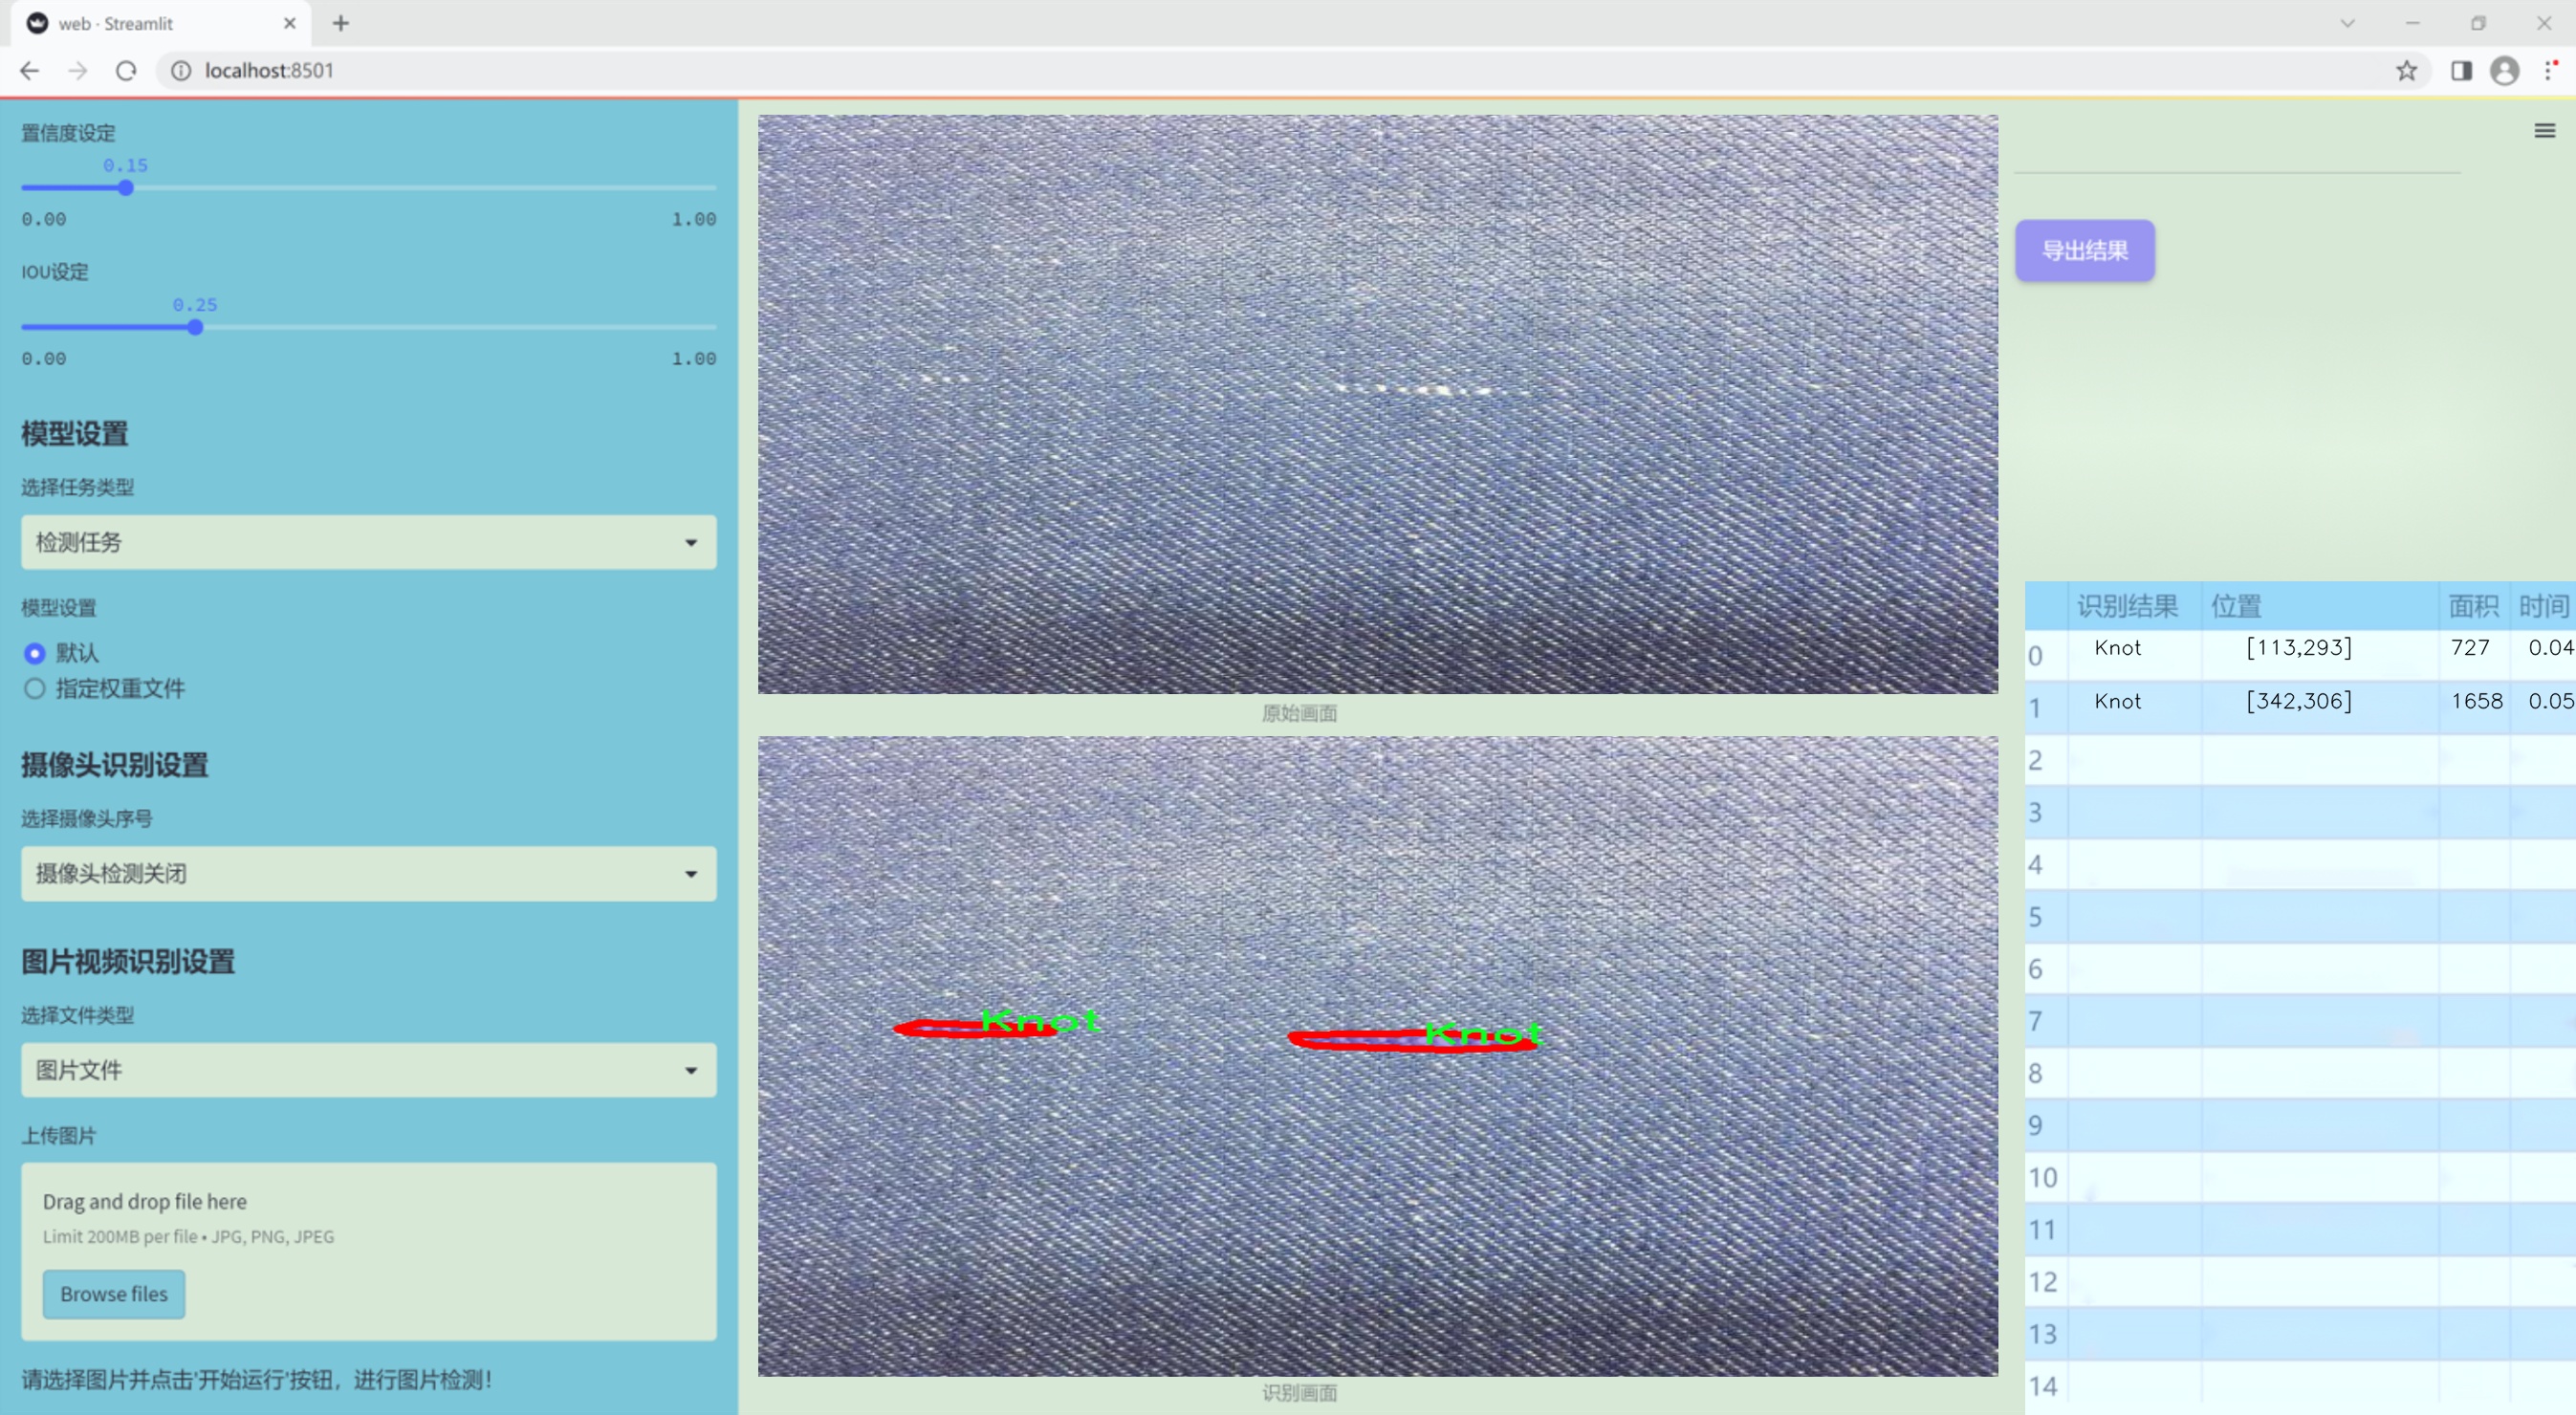 web · Streamlit
localhost:8501
置信度设定
0.15
0.00 1.00
IOU设定
0.25
0.00 1.00
模型设置
选择任务类型
检测任务
模型设置
默认
指定权重文件
摄像头识别设置
选择摄像头序号
摄像头检测关闭
图片视频识别设置
选择文件类型
图片文件
上传图片
Drag and drop file here
Limit 200MB per file • JPG, PNG, JPEG
Browse files
请选择图片并点击'开始运行'按钮，进行图片检测!
原始画面
Knot Knot
识别画面
导出结果
识别结果 位置 面积 时间
0 Knot [113,293] 727 0.04
1 Knot [342,306] 1658 0.05
2
3
4
5
6
7
8
9
10
11
12
13
14